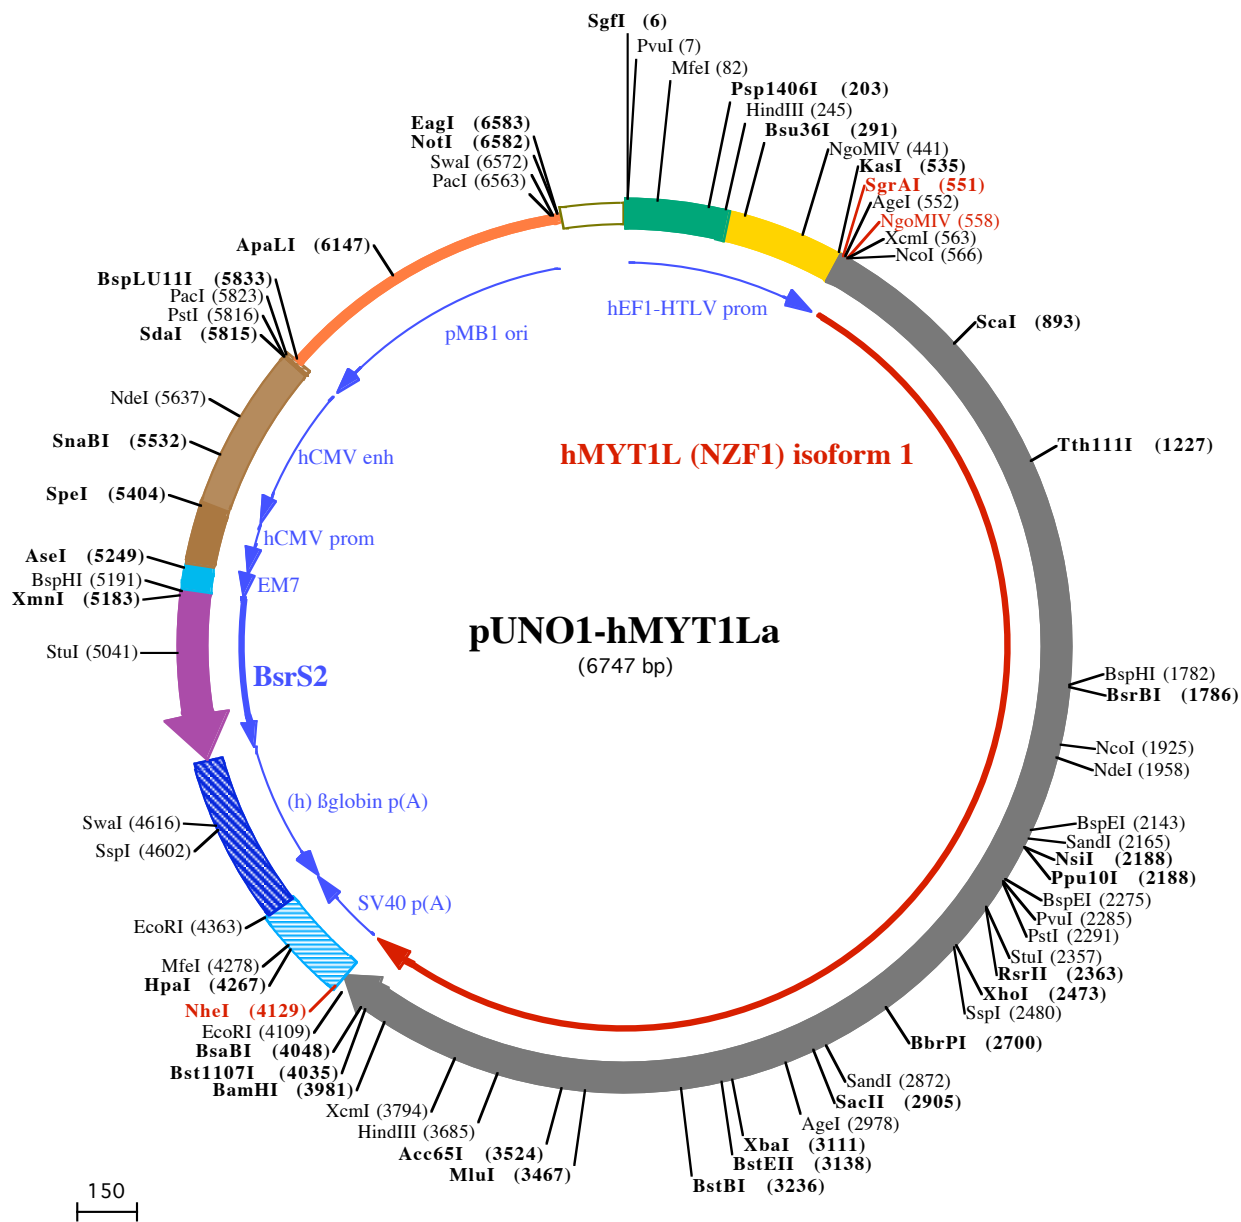 SgfI (6)
PvuI (7)
MfeI (82)
Psp1406I (203)
HindIII (245)
Bsu36I (291)
NgoMIV (441)
KasI (535)
SgrAI (551)
AgeI (552)
NgoMIV (558)
XcmI (563)
NcoI (566)
ScaI (893)
Tth111I (1227)
BspHI (1782)
BsrBI (1786)
NcoI (1925)
NdeI (1958)
BspEI (2143)
SandI (2165)
NsiI (2188)
Ppu10I (2188)
BspEI (2275)
PvuI (2285)
PstI (2291)
StuI (2357)
RsrII (2363)
XhoI (2473)
SspI (2480)
BbrPI (2700)
SandI (2872)
SacII (2905)
AgeI (2978)
XbaI (3111)
BstEII (3138)
BstBI (3236)
MluI (3467)
Acc65I (3524)
HindIII (3685)
XcmI (3794)
BamHI (3981)
Bst1107I (4035)
BsaBI (4048)
EcoRI (4109)
NheI (4129)
HpaI (4267)
MfeI (4278)
EcoRI (4363)
SspI (4602)
SwaI (4616)
StuI (5041)
XmnI (5183)
BspHI (5191)
AseI (5249)
SpeI (5404)
SnaBI (5532)
NdeI (5637)
SdaI (5815)
PstI (5816)
PacI (5823)
BspLU11I (5833)
ApaLI (6147)
PacI (6563)
SwaI (6572)
NotI (6582)
EagI (6583)
hEF1-HTLV prom
pMB1 ori
hCMV enh
hCMV prom
EM7
BsrS2
(h) ßglobin p(A)
SV40 p(A)
hMYT1L (NZF1) isoform 1
pUNO1-hMYT1La
(6747 bp)
150